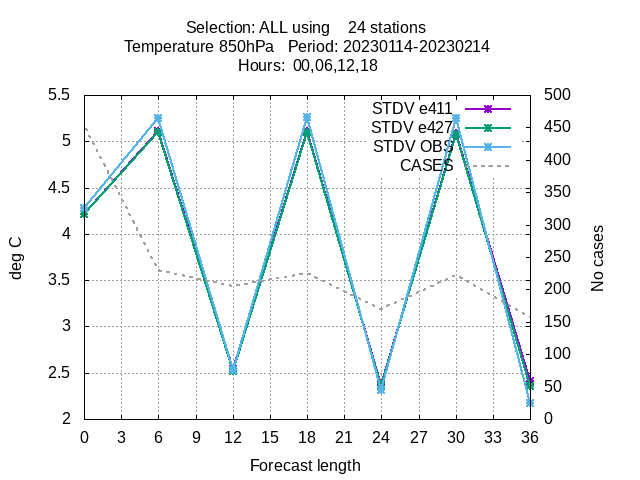 Selection: ALL using    24 stations
Temperature 850hPa   Period: 20230114-20230214
Hours:  00,06,12,18
5.5
5
4.5
4
3.5
3
2.5
2
deg C
STDV e411
STDV e427
STDV OBS
CASES
500
450
400
350
300
250
200
150
100
50
0
No cases
0 3 6 9 12 15 18 21 24 27 30 33 36
Forecast length